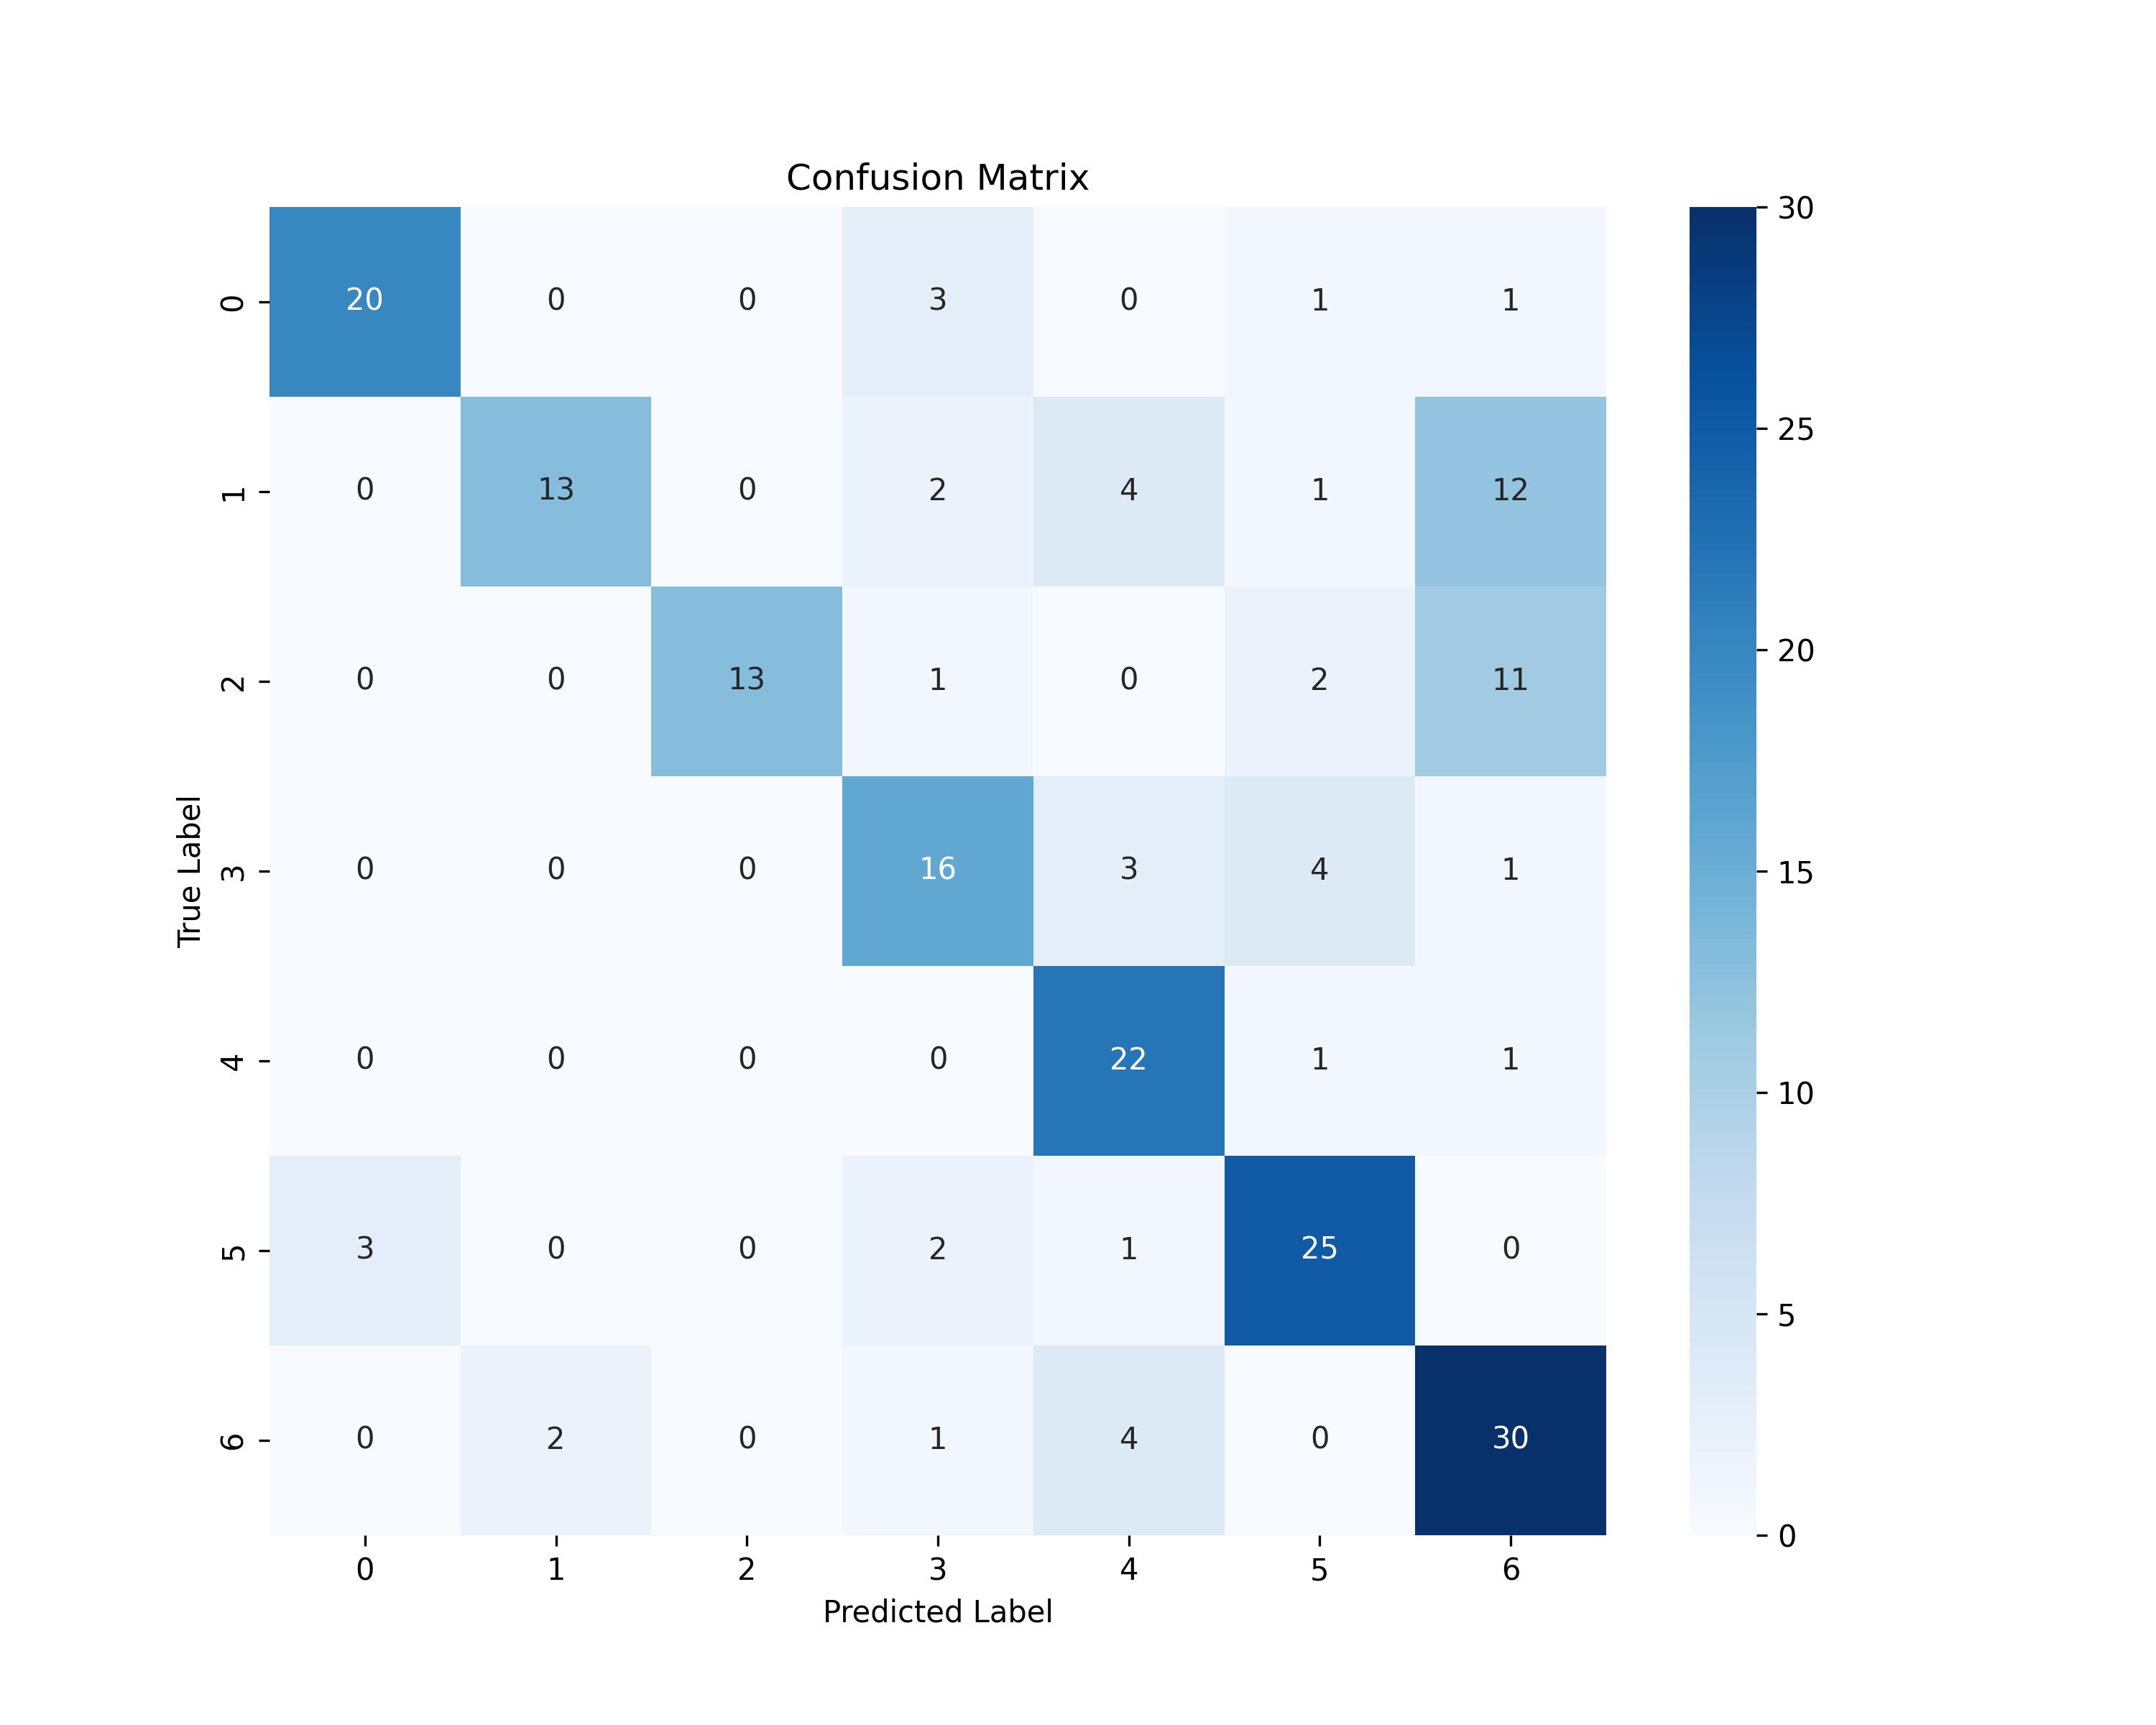 Confusion Matrix
0 20 0 0 3 0 1 1
1 0 13 0 2 4 1 12
2 0 0 13 1 0 2 11
3 0 0 0 16 3 4 1
4 0 0 0 0 22 1 1
5 3 0 0 2 1 25 0
6 0 2 0 1 4 0 30
0 1 2 3 4 5 6
True Label
Predicted Label
30
25
20
15
10
5
0